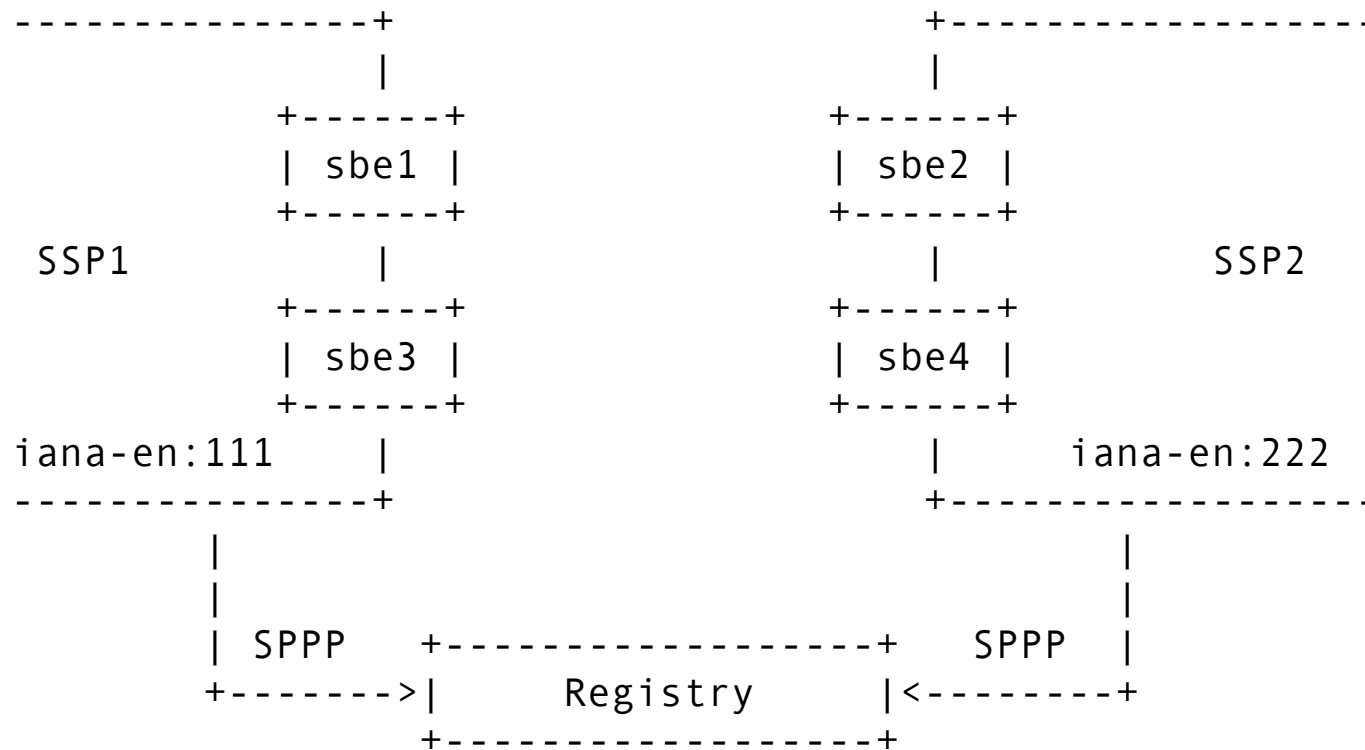 ---------------+                       +------------------
               |                       |
           +------+               +------+
           | sbe1 |               | sbe2 |
           +------+               +------+
 SSP1          |                       |           SSP2
           +------+               +------+
           | sbe3 |               | sbe4 |
           +------+               +------+
iana-en:111    |                       |     iana-en:222
---------------+                       +------------------
        |                                      |
        |                                      |
        | SPPP   +------------------+   SPPP   |
        +------->|     Registry     |<---------+
                 +------------------+